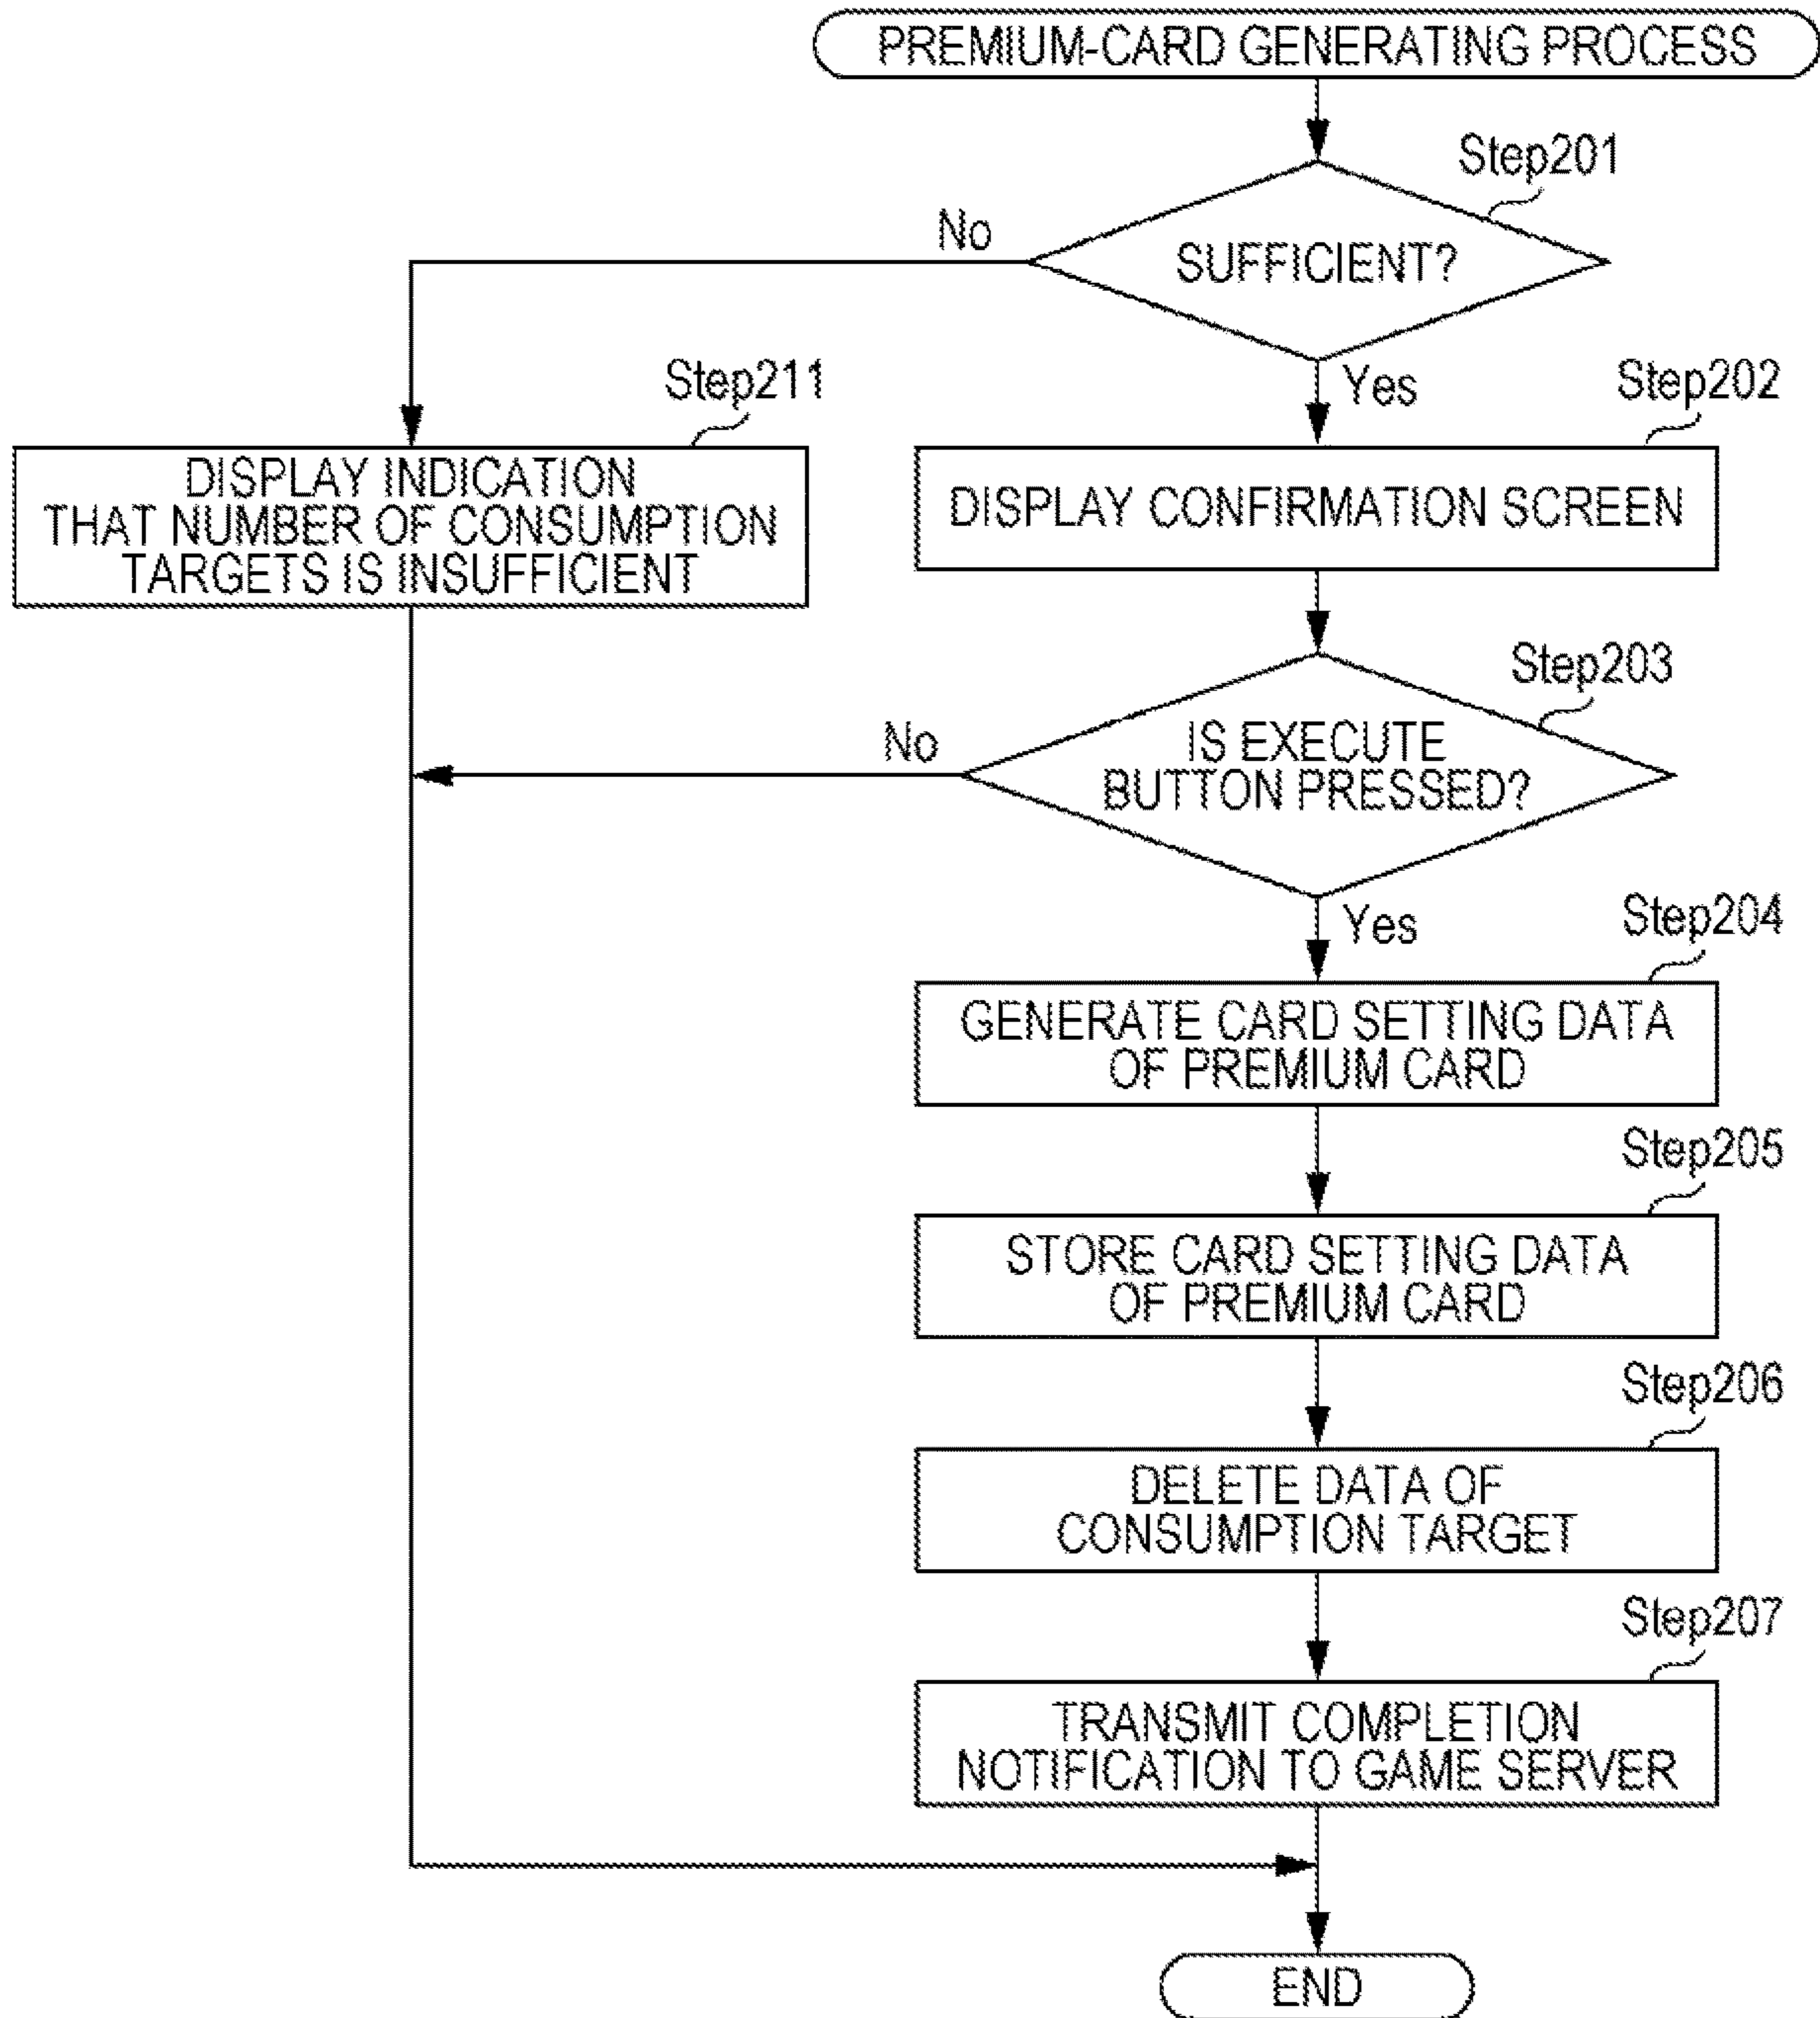 PREMIUM-CARD GENERATING PROCESS
Step201
No
SUFFICIENT?
Yes
Step211
Step202
DISPLAY INDICATION
THAT NUMBER OF CONSUMPTION
TARGETS IS INSUFFICIENT
DISPLAY CONFIRMATION SCREEN
Step203
No
IS EXECUTE
BUTTON PRESSED?
Yes
Step204
GENERATE CARD SETTING DATA
OF PREMIUM CARD
Step205
STORE CARD SETTING DATA
OF PREMIUM CARD
Step206
DELETE DATA OF
CONSUMPTION TARGET
Step207
TRANSMIT COMPLETION
NOTIFICATION TO GAME SERVER
END